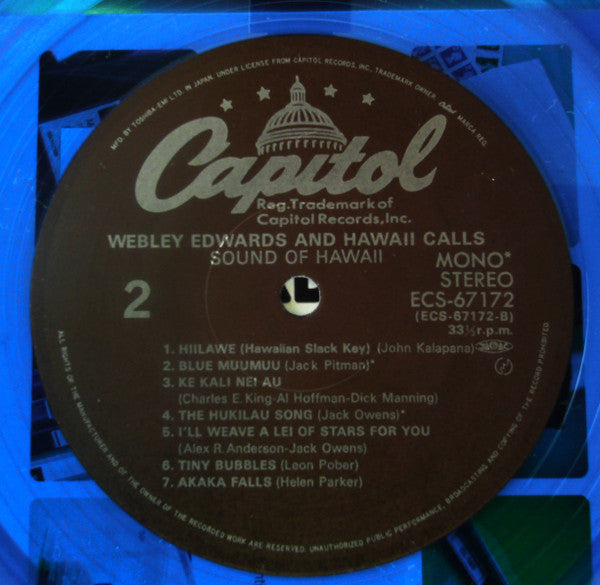 MFD. BY TOSHIBA-EMI LTD. IN JAPAN. UNDER LICENSE FROM CAPITOL RECORDS, INC., TRADEMARK OWNER. Capitol MARCA REG.
Capitol
Reg.Trademark of
Capitol Records,Inc.
WEBLEY EDWARDS AND HAWAII CALLS
SOUND OF HAWAII
MONO*
STEREO
2
ECS-67172
(ECS-67172-B)
33⅓r.p.m.
1. HIILAWE (Hawaiian Slack Key) (John Kalapana)
2. BLUE MUUMUU (Jack Pitman)*
3. KE KALI NEI AU
(Charles E. King-Al Hoffman-Dick Manning)
4. THE HUKILAU SONG (Jack Owens)*
5. I'LL WEAVE A LEI OF STARS FOR YOU
(Alex R. Anderson-Jack Owens)
6. TINY BUBBLES (Leon Pober)
7. AKAKA FALLS (Helen Parker)
ALL RIGHTS OF THE MANUFACTURER AND OF THE OWNER OF THE RECORDED WORK ARE RESERVED. UNAUTHORIZED PUBLIC PERFORMANCE, BROADCASTING AND COPYING OF THE RECORD PROHIBITED